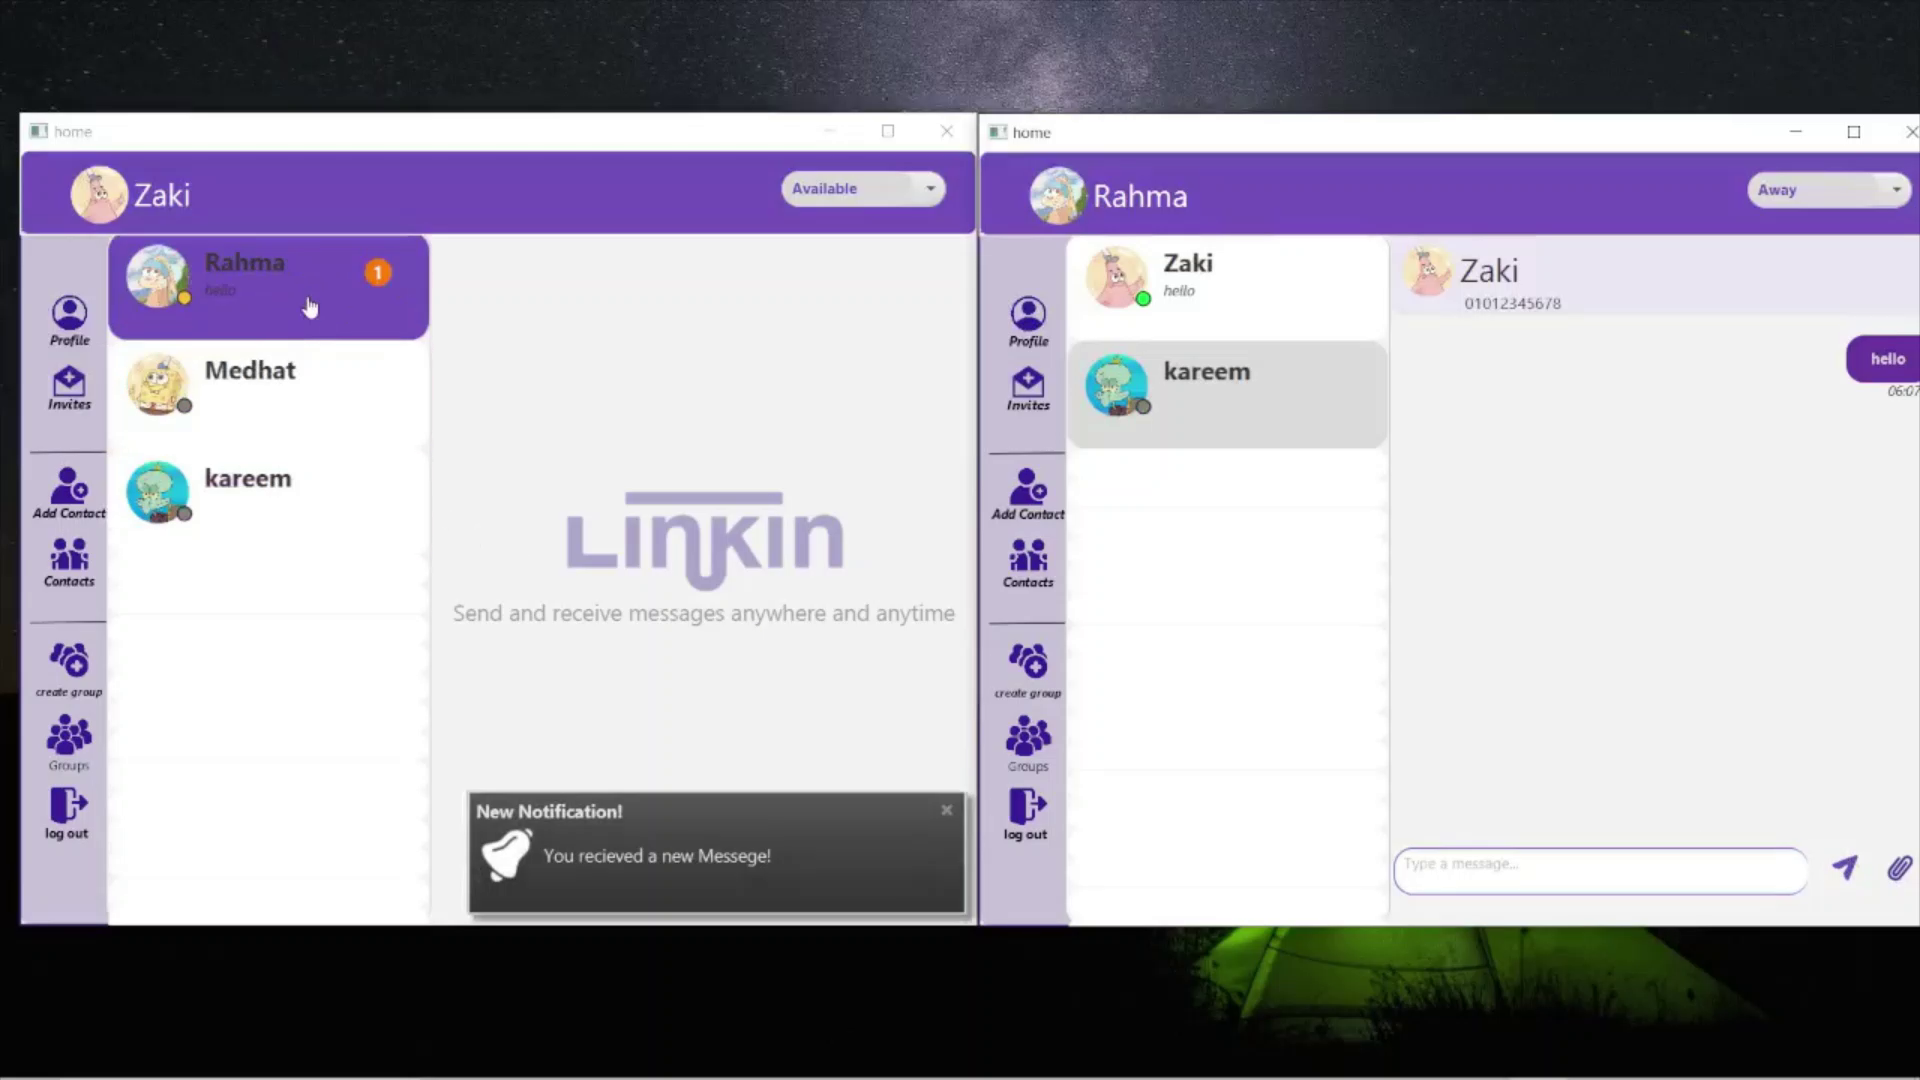 home
Zaki
Available
Rahma
hello
1
Medhat
kareem
Profile
Invites
Add Contact
Contacts
create group
Groups
log out
Linkin
Send and receive messages anywhere and anytime
New Notification!
You recieved a new Messege!
home
Rahma
Away
Zaki
hello
kareem
Profile
Invites
Add Contact
Contacts
create group
Groups
log out
Zaki
01012345678
hello
06:07
Type a message...